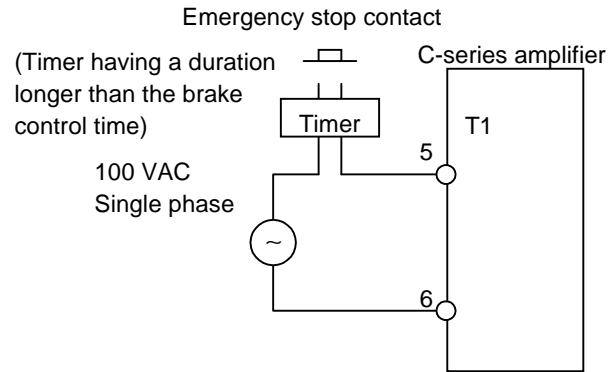 Emergency stop contact
(Timer having a duration
longer than the brake
control time)
C-series amplifier
Timer
T1
5
100 VAC
Single phase
~
6